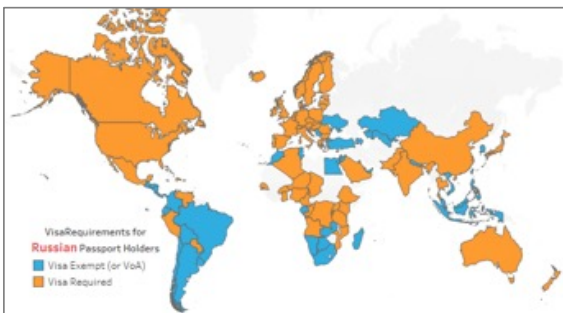 VisaRequirements for
Russian Passport Holders
Visa Exempt (or VoA)
Visa Required